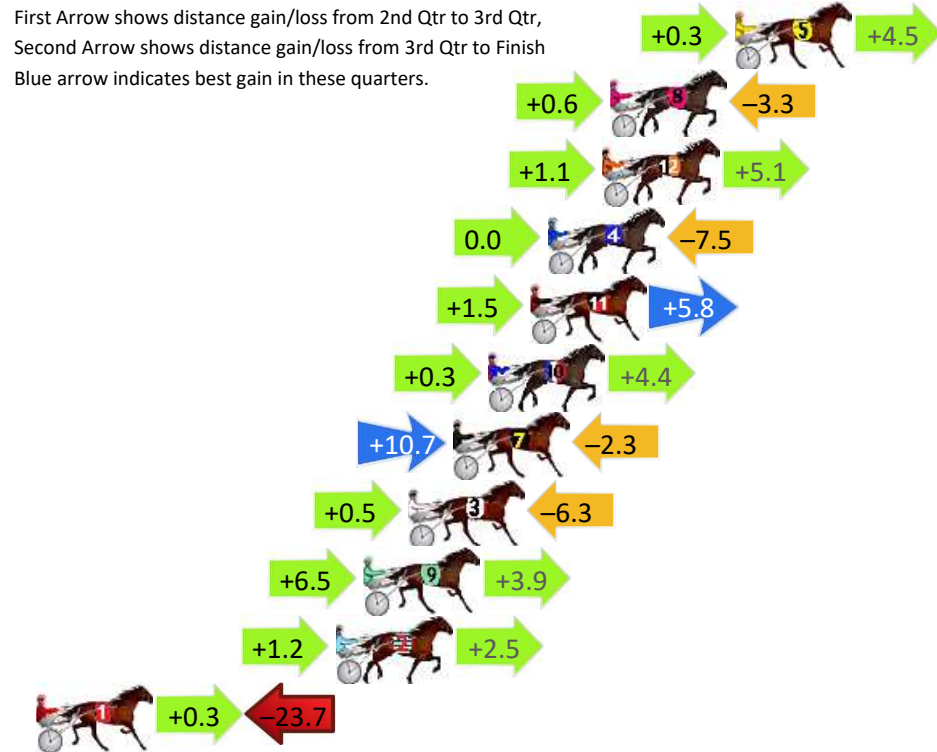 First Arrow shows distance gain/loss from 2nd Qtr to 3rd Qtr,
Second Arrow shows distance gain/loss from 3rd Qtr to Finish
Blue arrow indicates best gain in these quarters.
+0.3 5 +4.5
+0.6 8 –3.3
+1.1 12 +5.1
0.0 4 –7.5
+1.5 11 +5.8
+0.3 10 +4.4
+10.7 7 –2.3
+0.5 3 –6.3
+6.5 9 +3.9
+1.2 2 +2.5
1 +0.3 –23.7